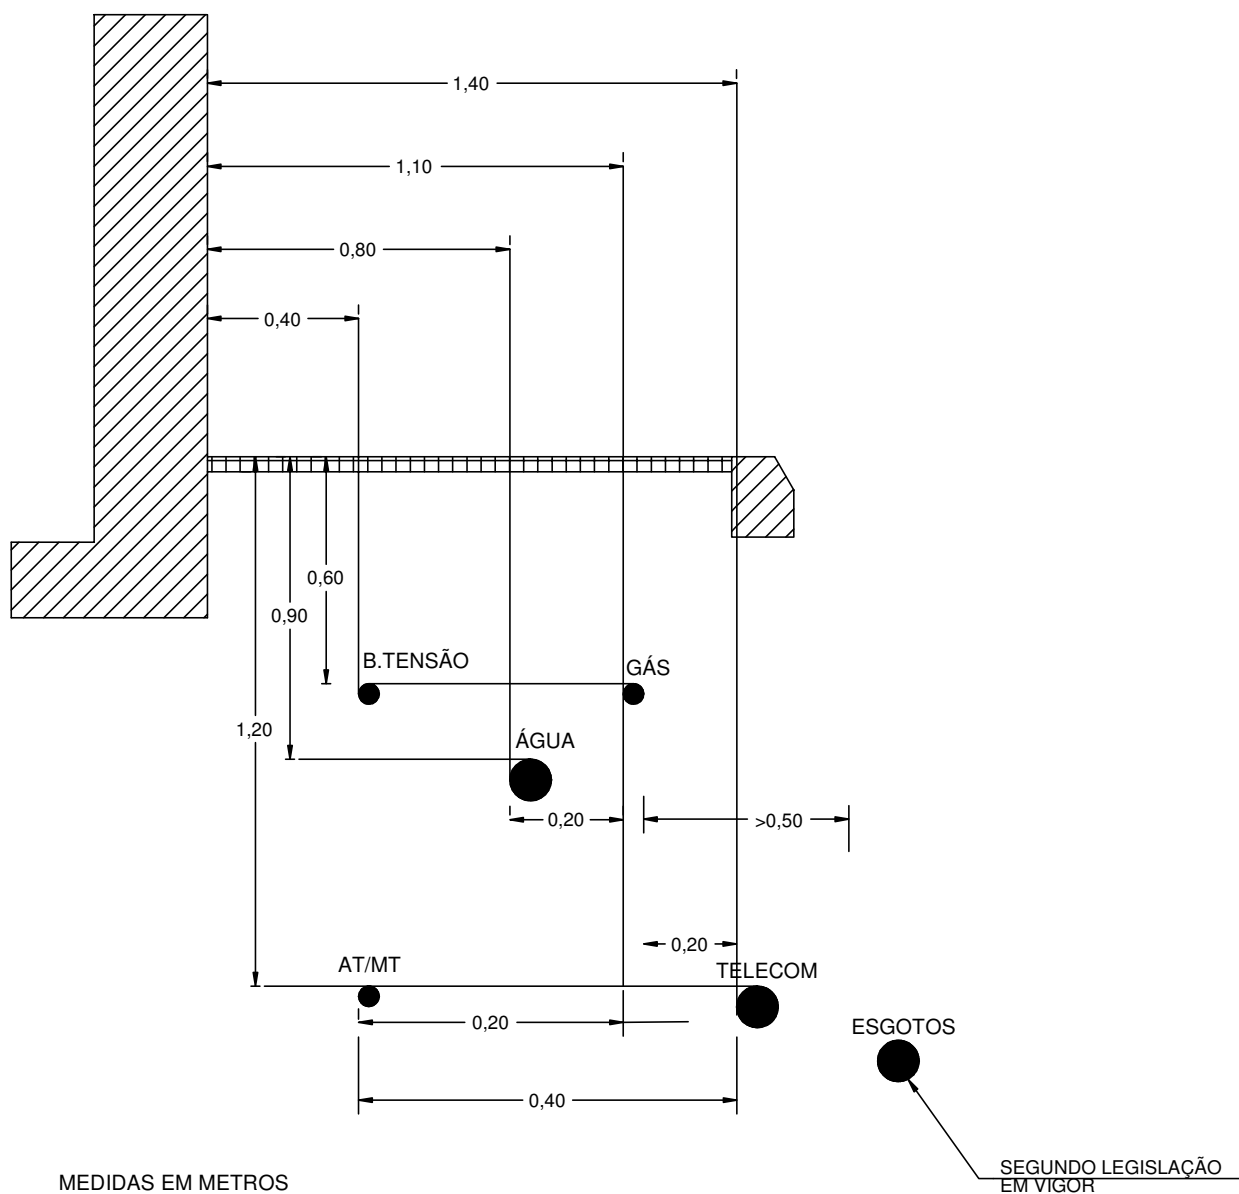 1,40
1,10
0,80
0,40
0,60
0,90
B.TENSÃO
GÁS
1,20
ÁGUA
0,20
>0,50
0,20
AT/MT
TELECOM
0,20
ESGOTOS
0,40
SEGUNDO LEGISLAÇÃO
EM VIGOR
MEDIDAS EM METROS